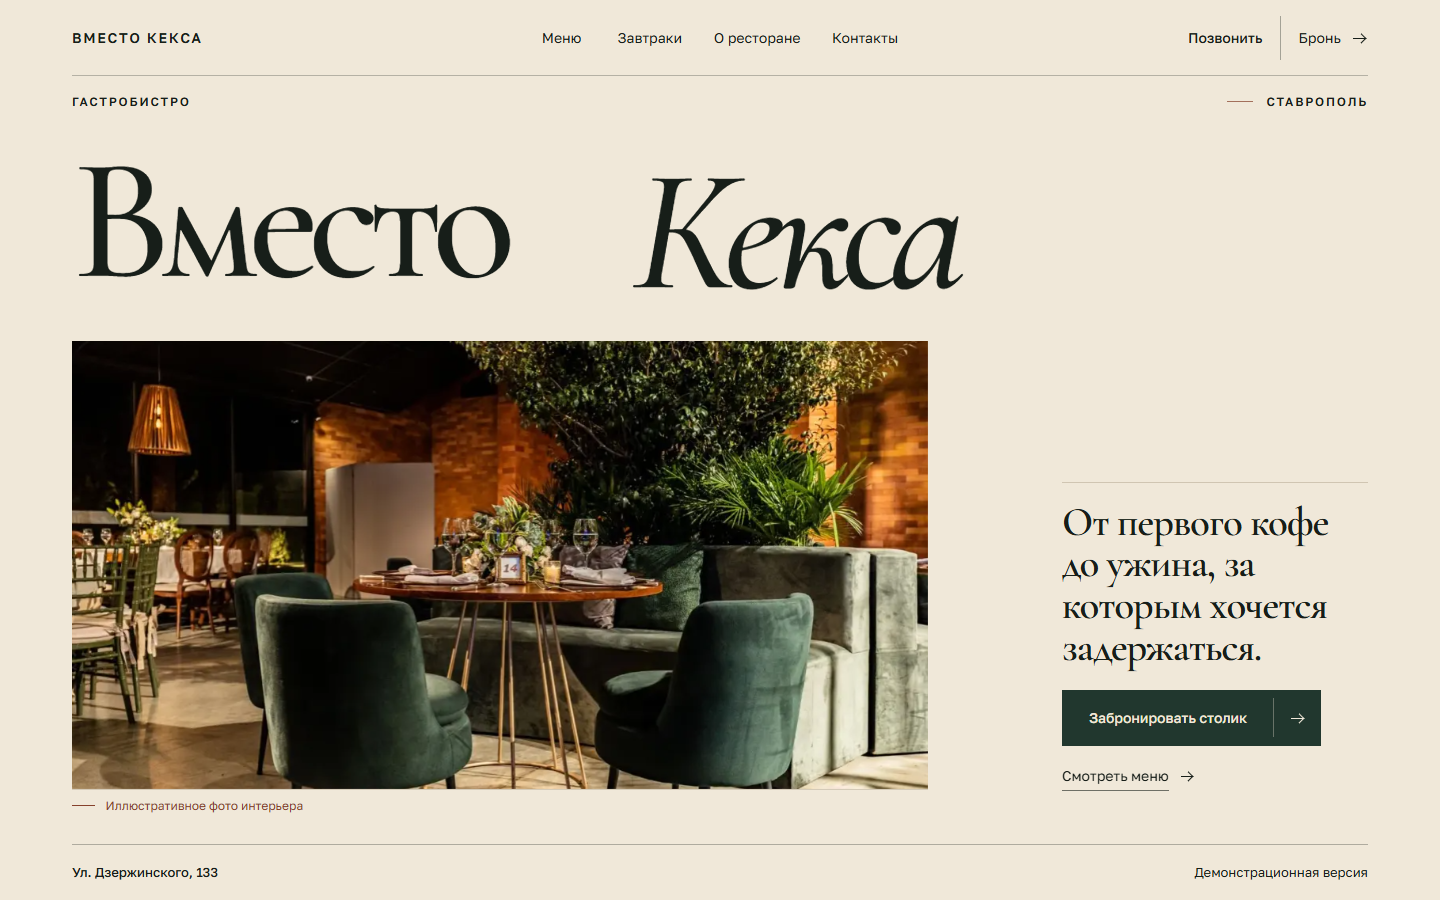 ВМЕСТО КЕКСА
Меню
Завтраки
О ресторане
Контакты
Позвонить
Бронь
ГАСТРОБИСТРО
СТАВРОПОЛЬ
Вместо Кекса
14
От первого кофе
до ужина, за
которым хочется
задержаться.
Забронировать столик
Смотреть меню
Иллюстративное фото интерьера
Ул. Дзержинского, 133
Демонстрационная версия